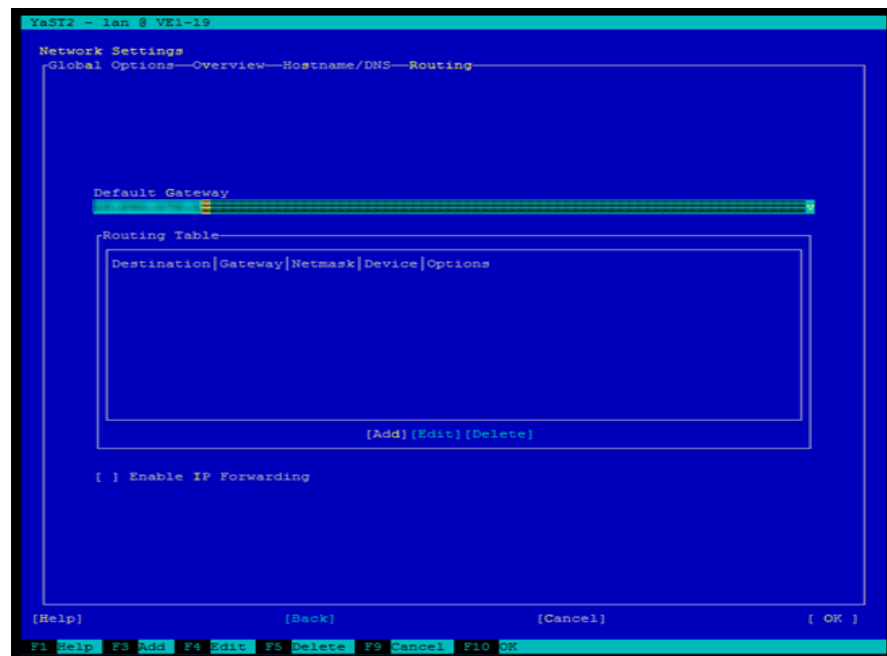 YaST2 - lan @ VE1-19
Network Settings
Global Options—Overview—Hostname/DNS—Routing
Default Gateway
Routing Table
Destination|Gateway|Netmask|Device|Options
[Add][Edit][Delete]
[ ] Enable IP Forwarding
[Help] [Back] [Cancel] [ OK ]
F1 Help F3 Add F4 Edit F5 Delete F9 Cancel F10 OK